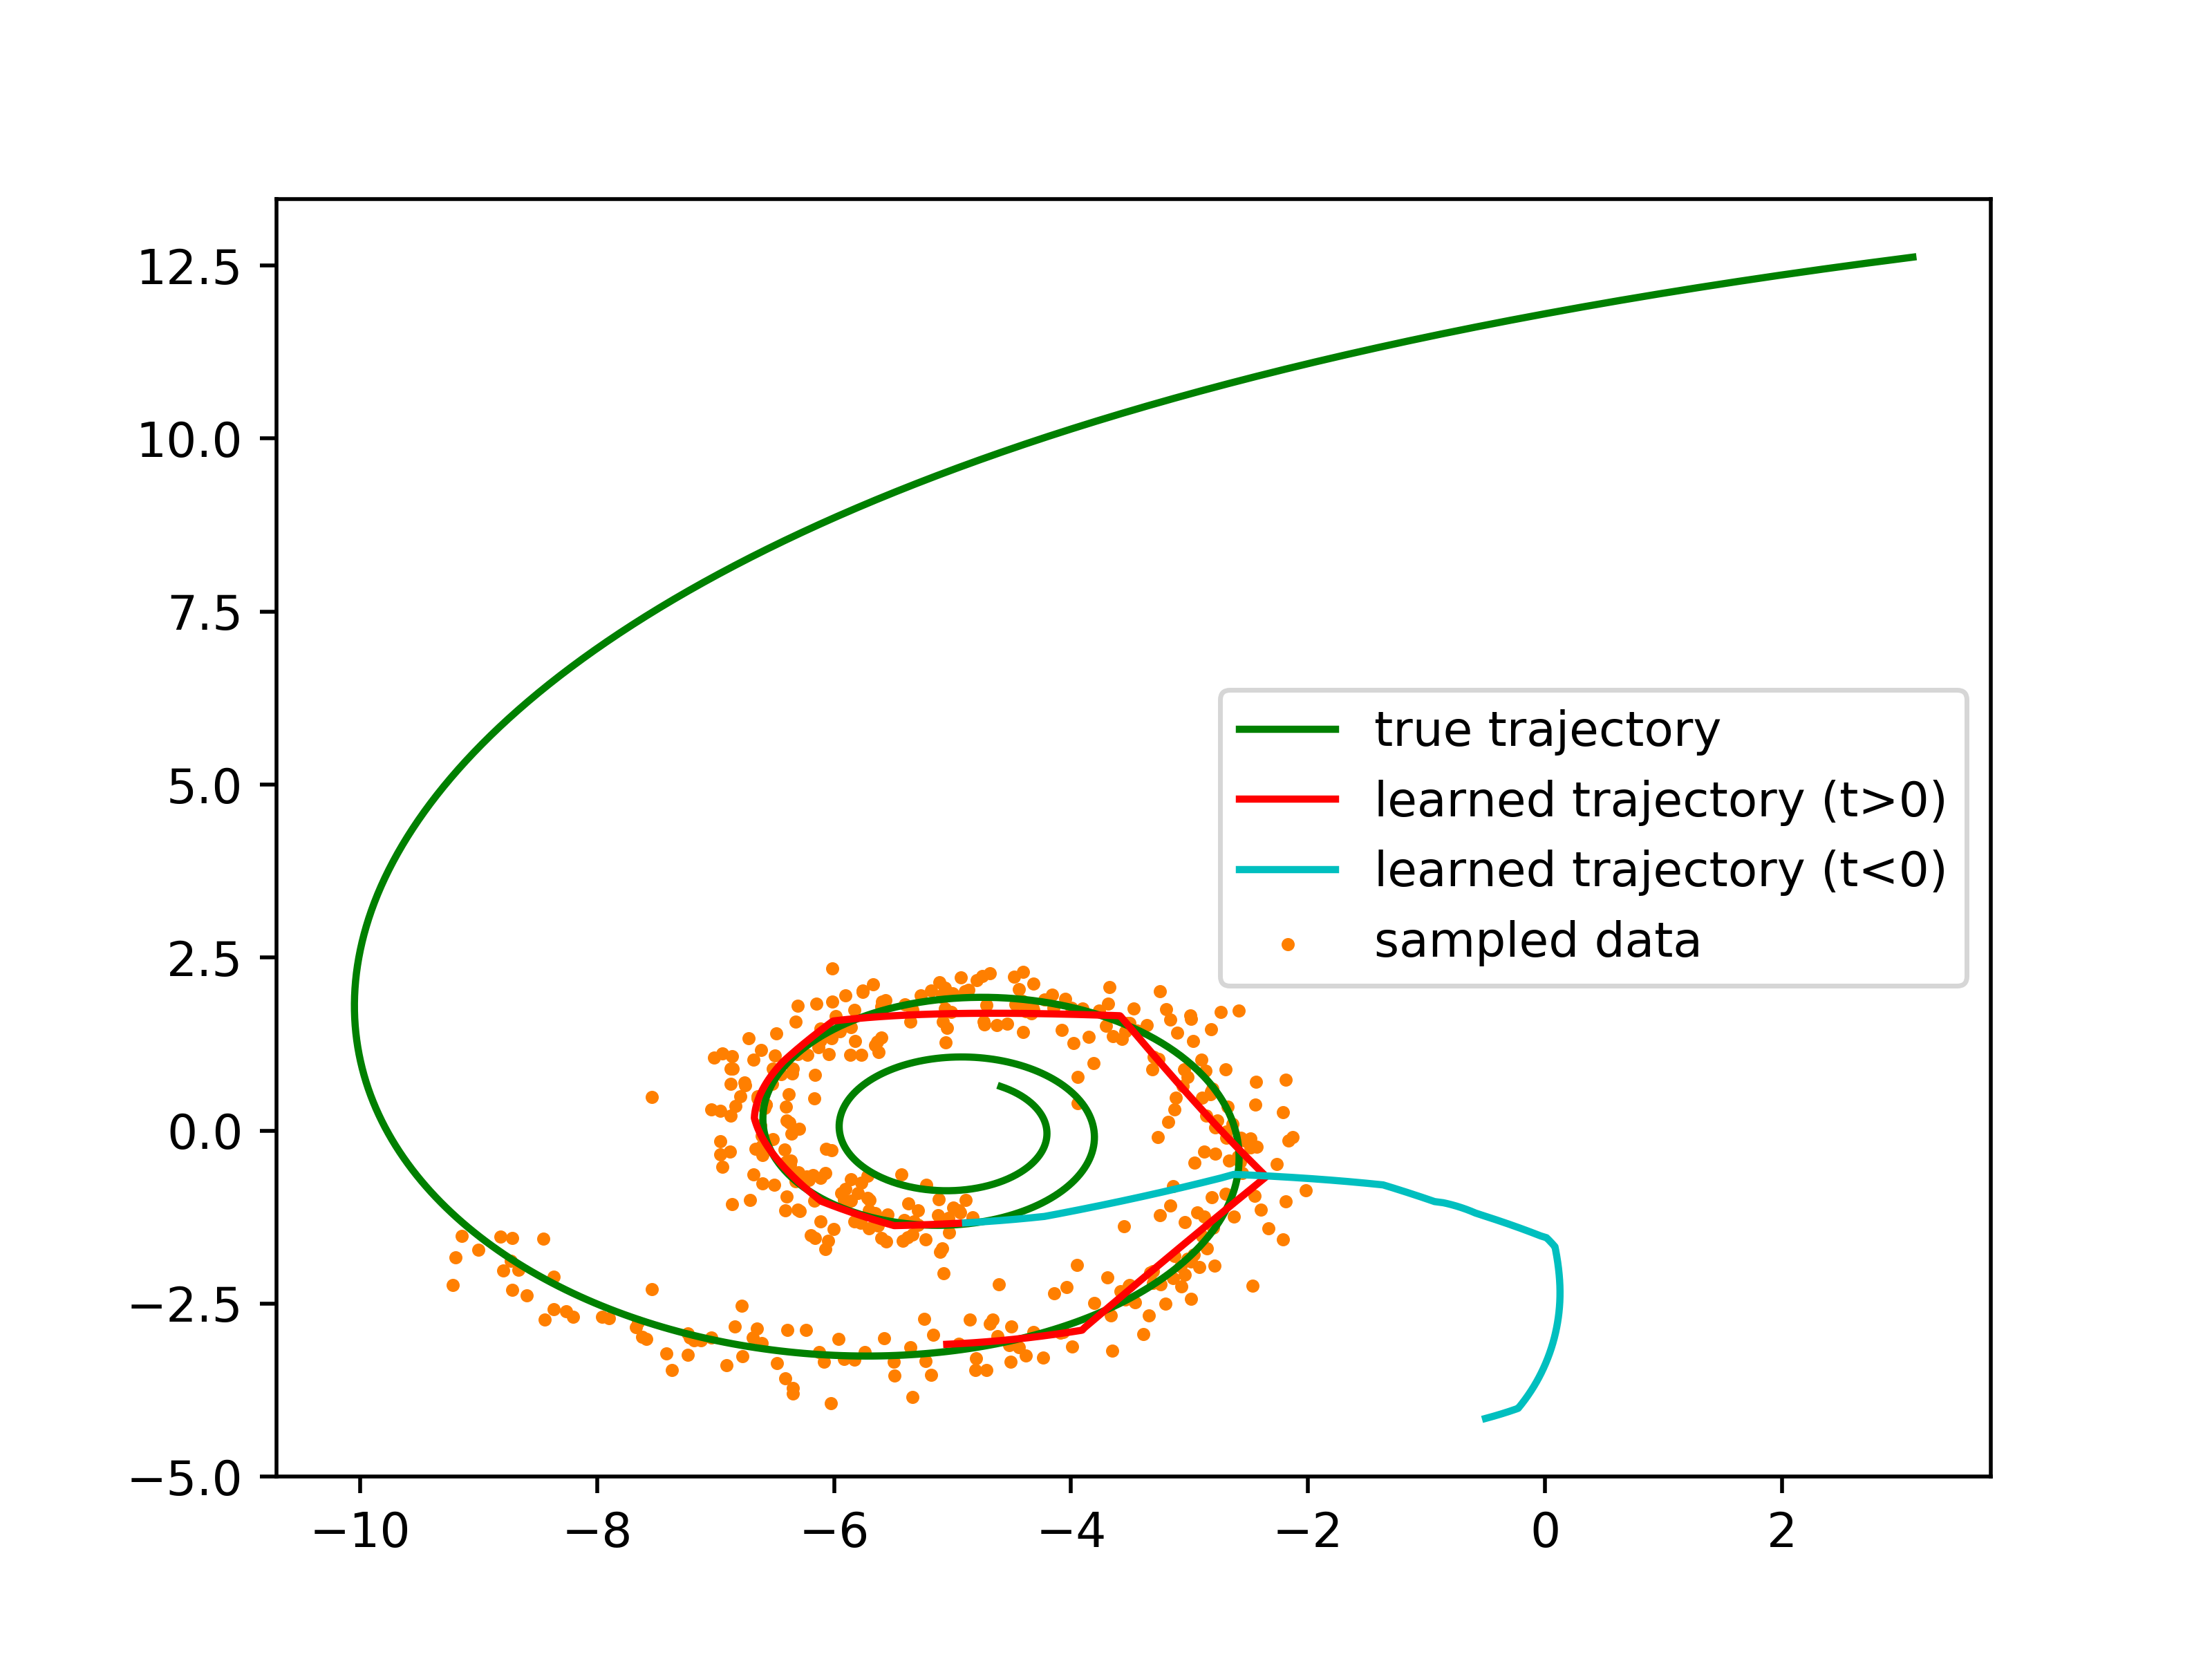 12.5
10.0
7.5
5.0
2.5
0.0
−2.5
−5.0
−10 −8 −6 −4 −2 0 2
true trajectory
learned trajectory (t>0)
learned trajectory (t<0)
sampled data